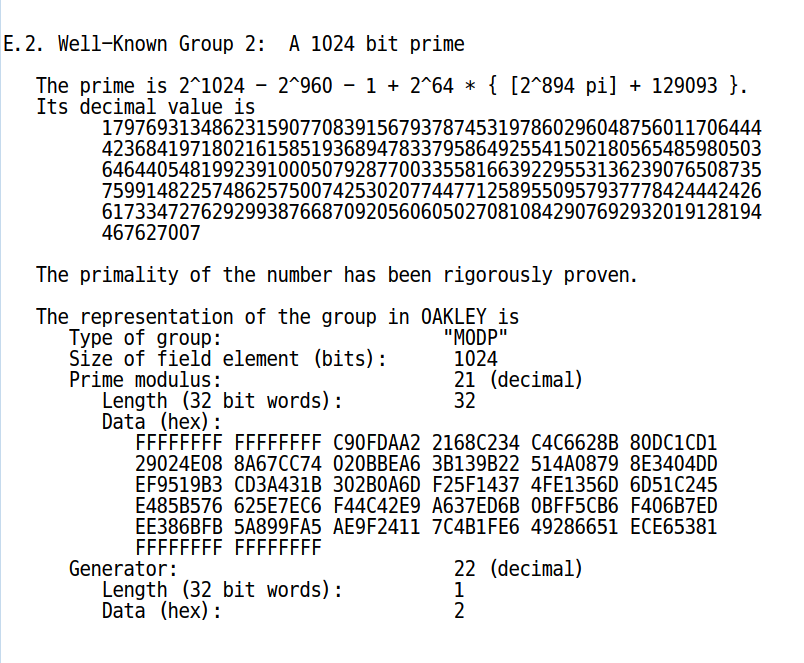 E.2. Well-Known Group 2: A 1024 bit prime
The prime is 2^1024 - 2^960 - 1 + 2^64 * { [2^894 pi] + 129093 }.
Its decimal value is
179769313486231590770839156793787453197860296048756011706444
423684197180216158519368947833795864925541502180565485980503
646440548199239100050792877003355816639229553136239076508735
759914822574862575007425302077447712589550957937778424442426
617334727629299387668709205606050270810842907692932019128194
467627007
The primality of the number has been rigorously proven.
The representation of the group in OAKLEY is
Type of group: "MODP"
Size of field element (bits): 1024
Prime modulus: 21 (decimal)
Length (32 bit words): 32
Data (hex):
FFFFFFFF FFFFFFFF C90FDAA2 2168C234 C4C6628B 80DC1CD1
29024E08 8A67CC74 020BBEA6 3B139B22 514A0879 8E3404DD
EF9519B3 CD3A431B 302B0A6D F25F1437 4FE1356D 6D51C245
E485B576 625E7EC6 F44C42E9 A637ED6B 0BFF5CB6 F406B7ED
EE386BFB 5A899FA5 AE9F2411 7C4B1FE6 49286651 ECE65381
FFFFFFFF FFFFFFFF
Generator: 22 (decimal)
Length (32 bit words): 1
Data (hex): 2